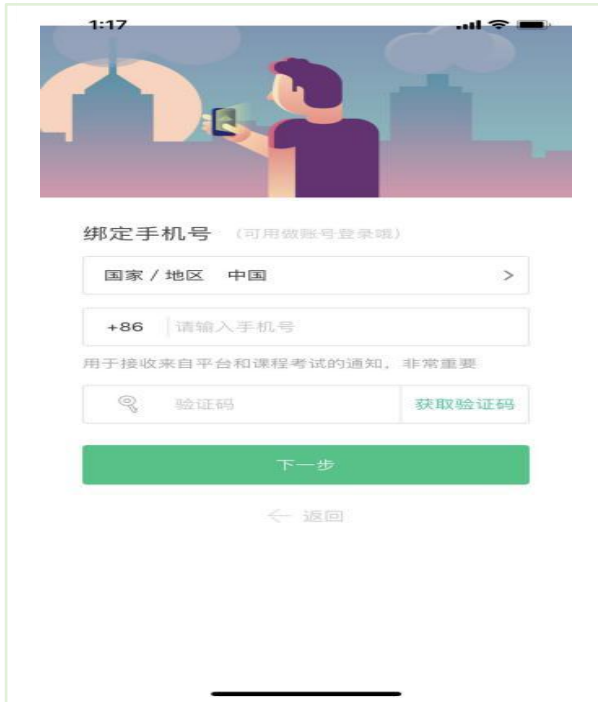 1:17
绑定手机号 （可用做账号登录哦）
国家 / 地区 中国 >
+86 请输入手机号
用于接收来自平台和课程考试的通知，非常重要
验证码 获取验证码
下一步
← 返回